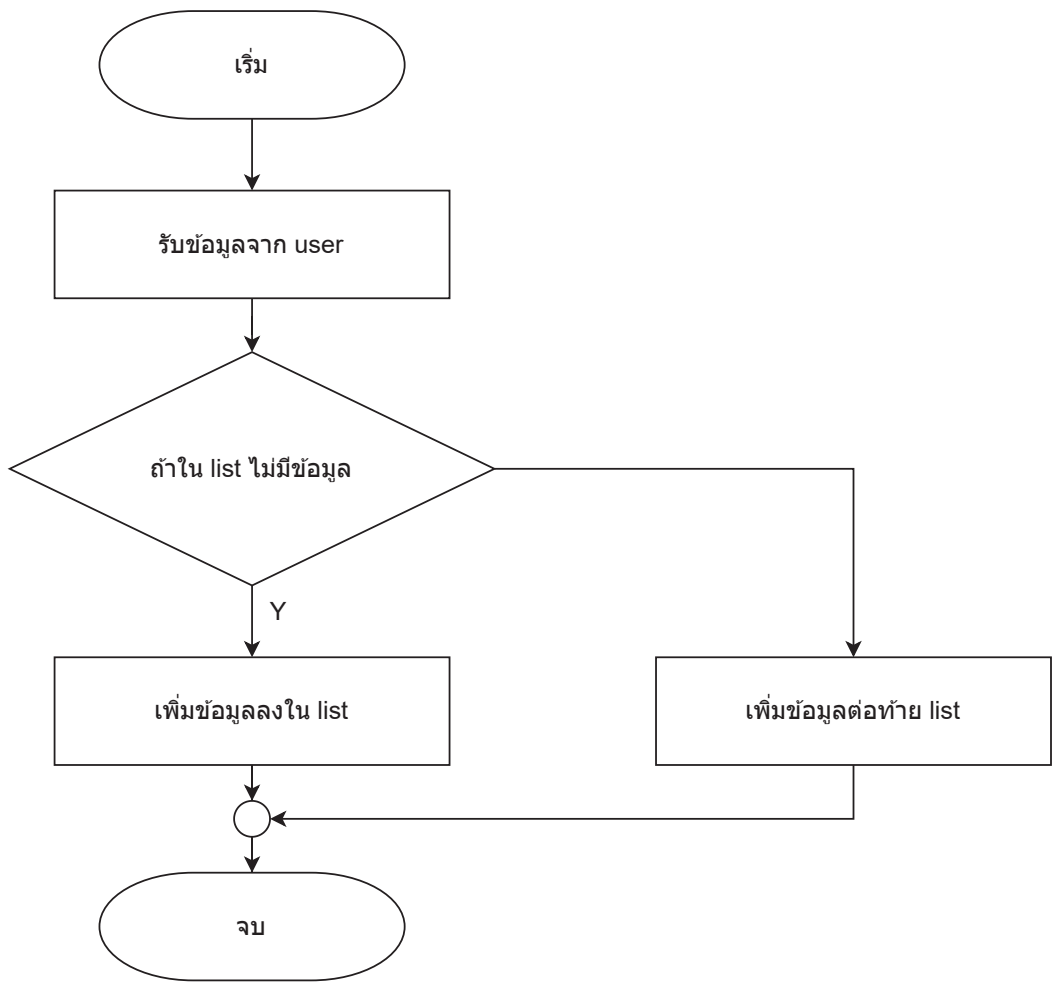 เริ่ม
รับข้อมูลจาก user
ถ้าใน list ไม่มีข้อมูล
Y
เพิ่มข้อมูลลงใน list
เพิ่มข้อมูลต่อท้าย list
จบ